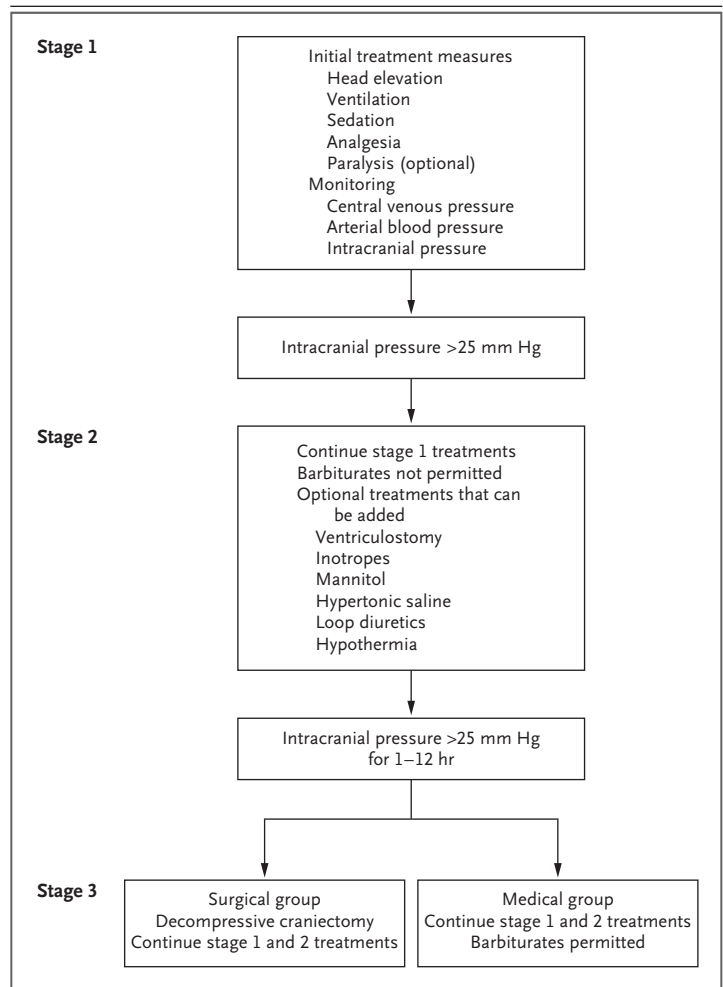 Stage 1
Initial treatment measures
Head elevation
Ventilation
Sedation
Analgesia
Paralysis (optional)
Monitoring
Central venous pressure
Arterial blood pressure
Intracranial pressure
Intracranial pressure >25 mm Hg
Stage 2
Continue stage 1 treatments
Barbiturates not permitted
Optional treatments that can
be added
Ventriculostomy
Inotropes
Mannitol
Hypertonic saline
Loop diuretics
Hypothermia
Intracranial pressure >25 mm Hg
for 1–12 hr
Stage 3
Surgical group
Decompressive craniectomy
Continue stage 1 and 2 treatments
Medical group
Continue stage 1 and 2 treatments
Barbiturates permitted